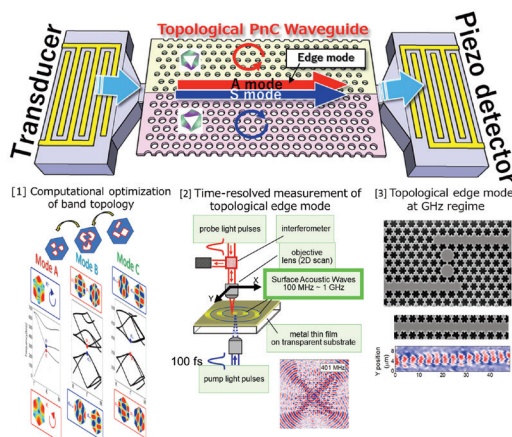 Topological PnC Waveguide
Transducer
Edge mode
A mode
S mode
Piezo detector
[1] Computational optimization
of band topology
[2] Time-resolved measurement of
topological edge mode
[3] Topological edge mode
at GHz regime
Mode A
Mode B
Mode C
probe light pulses
interferometer
objective
lens (2D scan)
X
Y
Surface Acoustic Waves
100 MHz ~ 1 GHz
metal thin film
on transparent substrate
100 fs
pump light pulses
401 MHz
Y position
(μm)
8
4
0
0
20
40